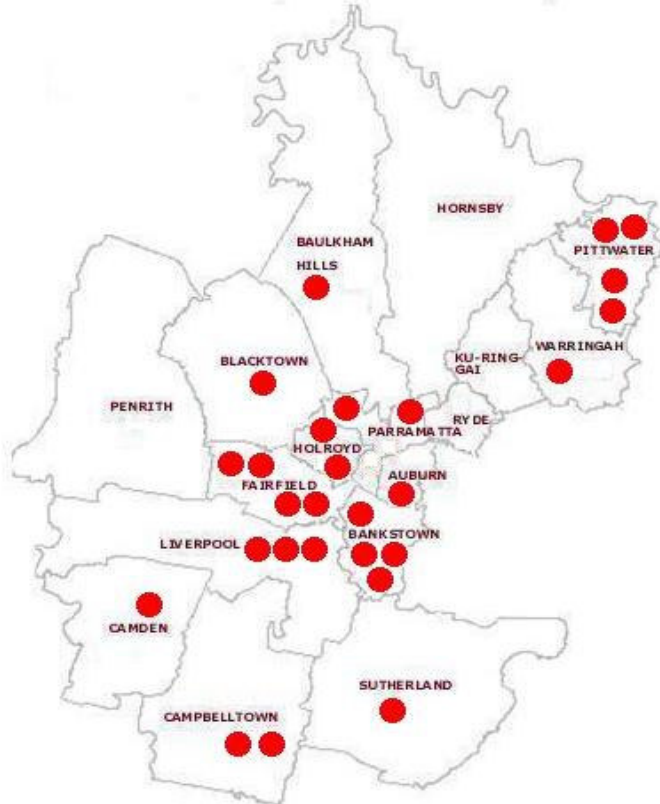 HORNSBY
BAULKHAM
HILLS
PITTWATER
WARRINGAH
KU-RING-
GAI
BLACKTOWN
PENRITH
RYDE
PARRAMATTA
HOLROYD
AUBURN
FAIRFIELD
BANKSTOWN
LIVERPOOL
CAMDEN
SUTHERLAND
CAMPBELLTOWN